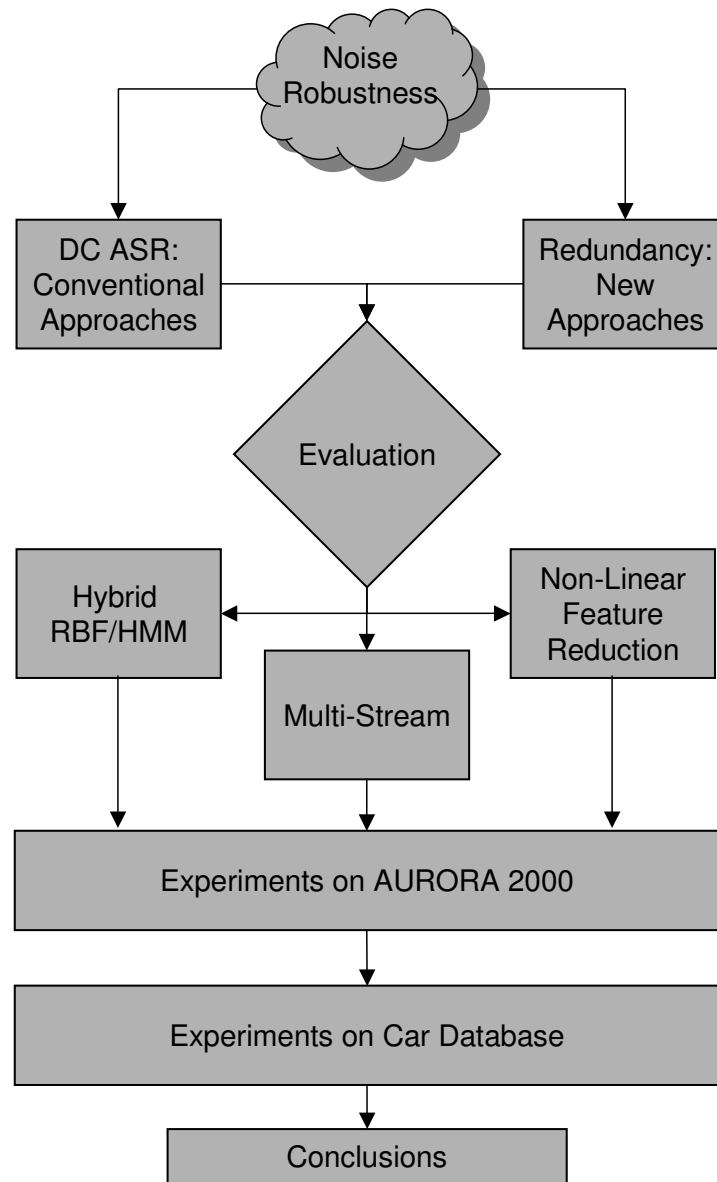 Noise
Robustness
DC ASR:
Conventional
Approaches
Redundancy:
New
Approaches
Evaluation
Hybrid
RBF/HMM
Non-Linear
Feature
Reduction
Multi-Stream
Experiments on AURORA 2000
Experiments on Car Database
Conclusions